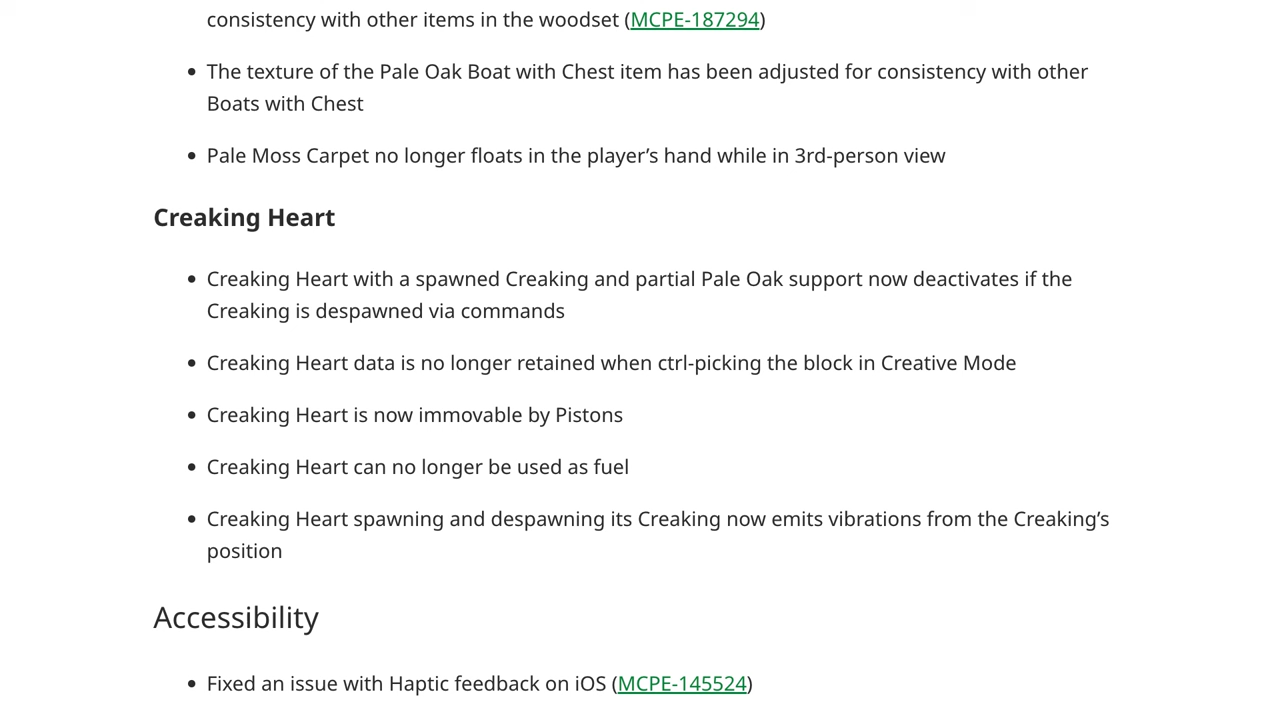 consistency with other items in the woodset (MCPE-187294)
The texture of the Pale Oak Boat with Chest item has been adjusted for consistency with other
Boats with Chest
Pale Moss Carpet no longer floats in the player’s hand while in 3rd-person view
Creaking Heart
Creaking Heart with a spawned Creaking and partial Pale Oak support now deactivates if the
Creaking is despawned via commands
Creaking Heart data is no longer retained when ctrl-picking the block in Creative Mode
Creaking Heart is now immovable by Pistons
Creaking Heart can no longer be used as fuel
Creaking Heart spawning and despawning its Creaking now emits vibrations from the Creaking’s
position
Accessibility
Fixed an issue with Haptic feedback on iOS (MCPE-145524)